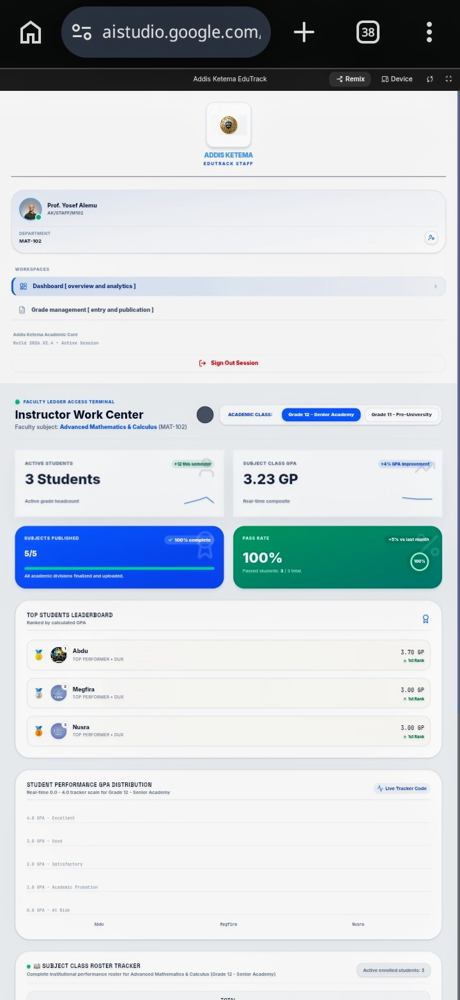 aistudio.google.com/
38
Addis Ketema EduTrack
Remix
Device
ADDIS KETEMA
EDUTRACK STAFF
Prof. Yosef Alemu
AK/STAFF/M102
DEPARTMENT
MAT-102
WORKSPACES
Dashboard [ overview and analytics ]
Grade management [ entry and publication ]
Addis Ketema Academic Core
Build 2026.V2.4 • Active Session
Sign Out Session
FACULTY LEDGER ACCESS TERMINAL
Instructor Work Center
Faculty subject: Advanced Mathematics & Calculus (MAT-102)
ACADEMIC CLASS:
Grade 12 - Senior Academy
Grade 11 - Pre-University
ACTIVE STUDENTS
+12 this semester
3 Students
Active grade headcount
SUBJECT CLASS GPA
+4% GPA improvement
3.23 GP
Real-time composite
SUBJECTS PUBLISHED
✓ 100% complete
5/5
All academic divisions finalized and uploaded.
PASS RATE
+5% vs last month
100%
Passed students: 3 / 3 total.
100%
TOP STUDENTS LEADERBOARD
Ranked by calculated GPA
1
Abdu
TOP PERFORMER • DUX
3.70 GP
1st Rank
2
Megfira
TOP PERFORMER • DUX
3.00 GP
1st Rank
3
Nusra
TOP PERFORMER • DUX
3.00 GP
1st Rank
STUDENT PERFORMANCE GPA DISTRIBUTION
Real-time 0.0 - 4.0 tracker scale for Grade 12 - Senior Academy
Live Tracker Code
4.0 GPA - Excellent
3.0 GPA - Good
2.0 GPA - Satisfactory
1.0 GPA - Academic Probation
0.0 GPA - At Risk
Abdu
Megfira
Nusra
📖 SUBJECT CLASS ROSTER TRACKER
Complete institutional performance roster for Advanced Mathematics & Calculus (Grade 12 - Senior Academy)
Active enrolled students: 3
TOTAL